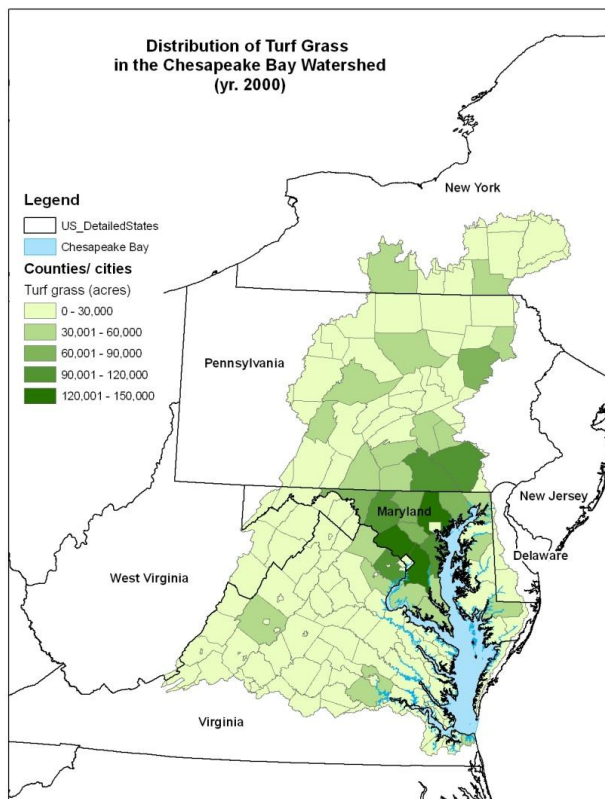 Distribution of Turf Grass
in the Chesapeake Bay Watershed
(yr. 2000)
New York
Legend
US_DetailedStates
Chesapeake Bay
Counties/ cities
Turf grass (acres)
0 - 30,000
30,001 - 60,000
60,001 - 90,000
90,001 - 120,000
120,001 - 150,000
Pennsylvania
New Jersey
Maryland
Delaware
West Virginia
Virginia